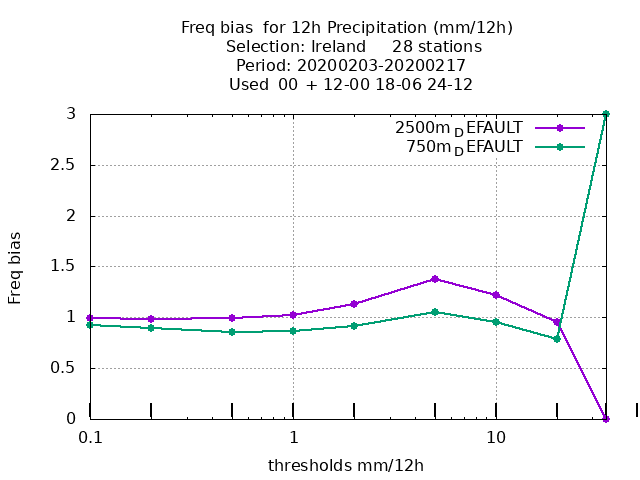 Freq bias  for 12h Precipitation (mm/12h)
Selection: Ireland     28 stations
Period: 20200203-20200217
Used  00  + 12-00 18-06 24-12
3
2500m_DEFAULT
750m_DEFAULT
2.5
2
1.5
1
0.5
0
Freq bias
0.1 1 10
thresholds mm/12h